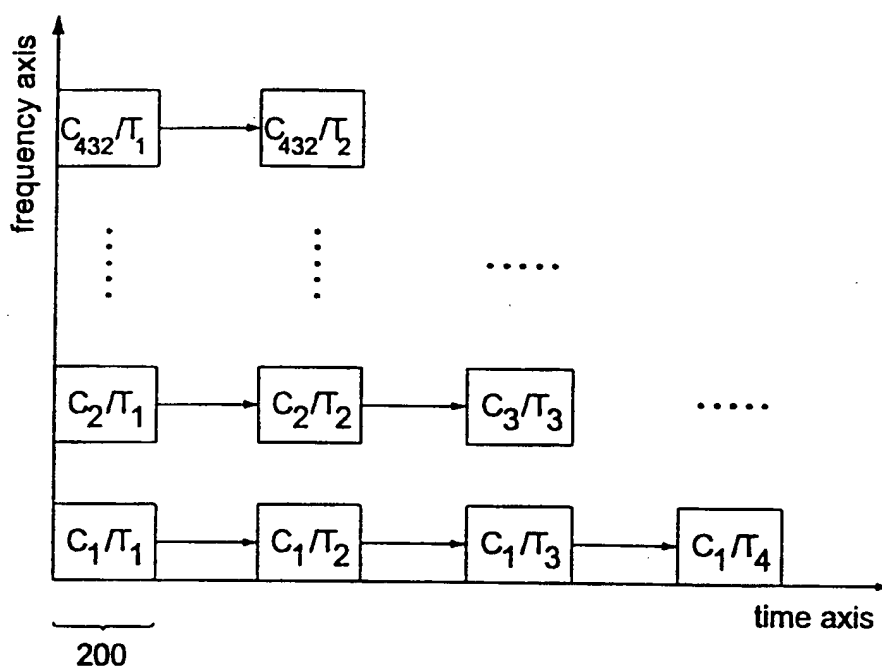 frequency axis
C₄₃₂/T₁ C₄₃₂/T₂
C₂/T₁ C₂/T₂ C₃/T₃
C₁/T₁ C₁/T₂ C₁/T₃ C₁/T₄
time axis
200